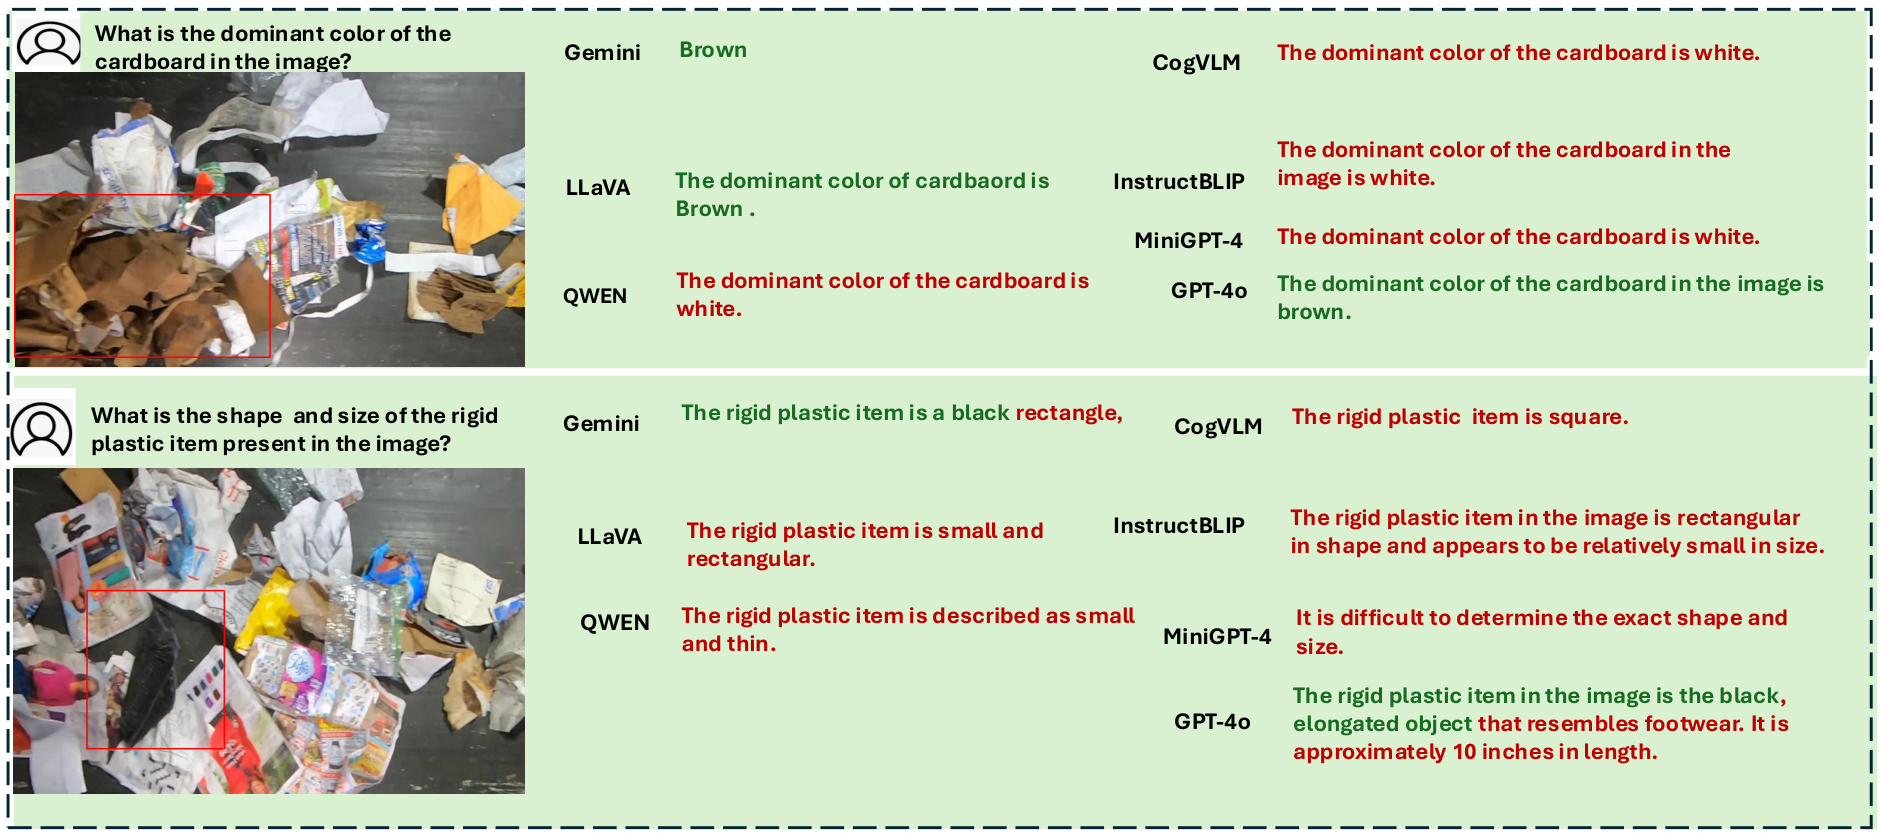 What is the dominant color of the
cardboard in the image?
Gemini
Brown
LLaVA
The dominant color of cardbaord is
Brown .
QWEN
The dominant color of the cardboard is
white.
CogVLM
The dominant color of the cardboard is white.
InstructBLIP
The dominant color of the cardboard in the
image is white.
MiniGPT-4
The dominant color of the cardboard is white.
GPT-4o
The dominant color of the cardboard in the image is
brown.
What is the shape  and size of the rigid
plastic item present in the image?
Gemini
The rigid plastic item is a black rectangle,
LLaVA
The rigid plastic item is small and
rectangular.
QWEN
The rigid plastic item is described as small
and thin.
CogVLM
The rigid plastic  item is square.
InstructBLIP
The rigid plastic item in the image is rectangular
in shape and appears to be relatively small in size.
MiniGPT-4
It is difficult to determine the exact shape and
size.
GPT-4o
The rigid plastic item in the image is the black,
elongated object that resembles footwear. It is
approximately 10 inches in length.